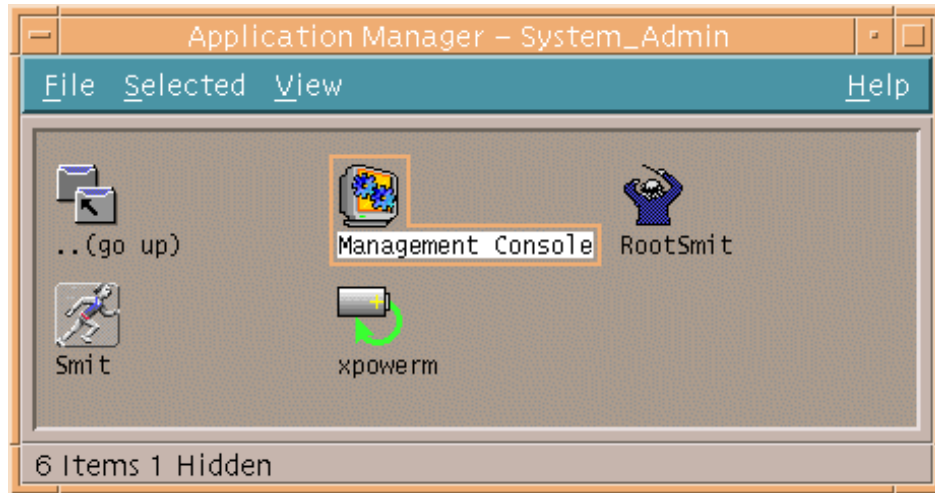 Application Manager – System_Admin
File Selected View Help
..(go up) Management Console RootSmit
Smit xpowerm
6 Items 1 Hidden